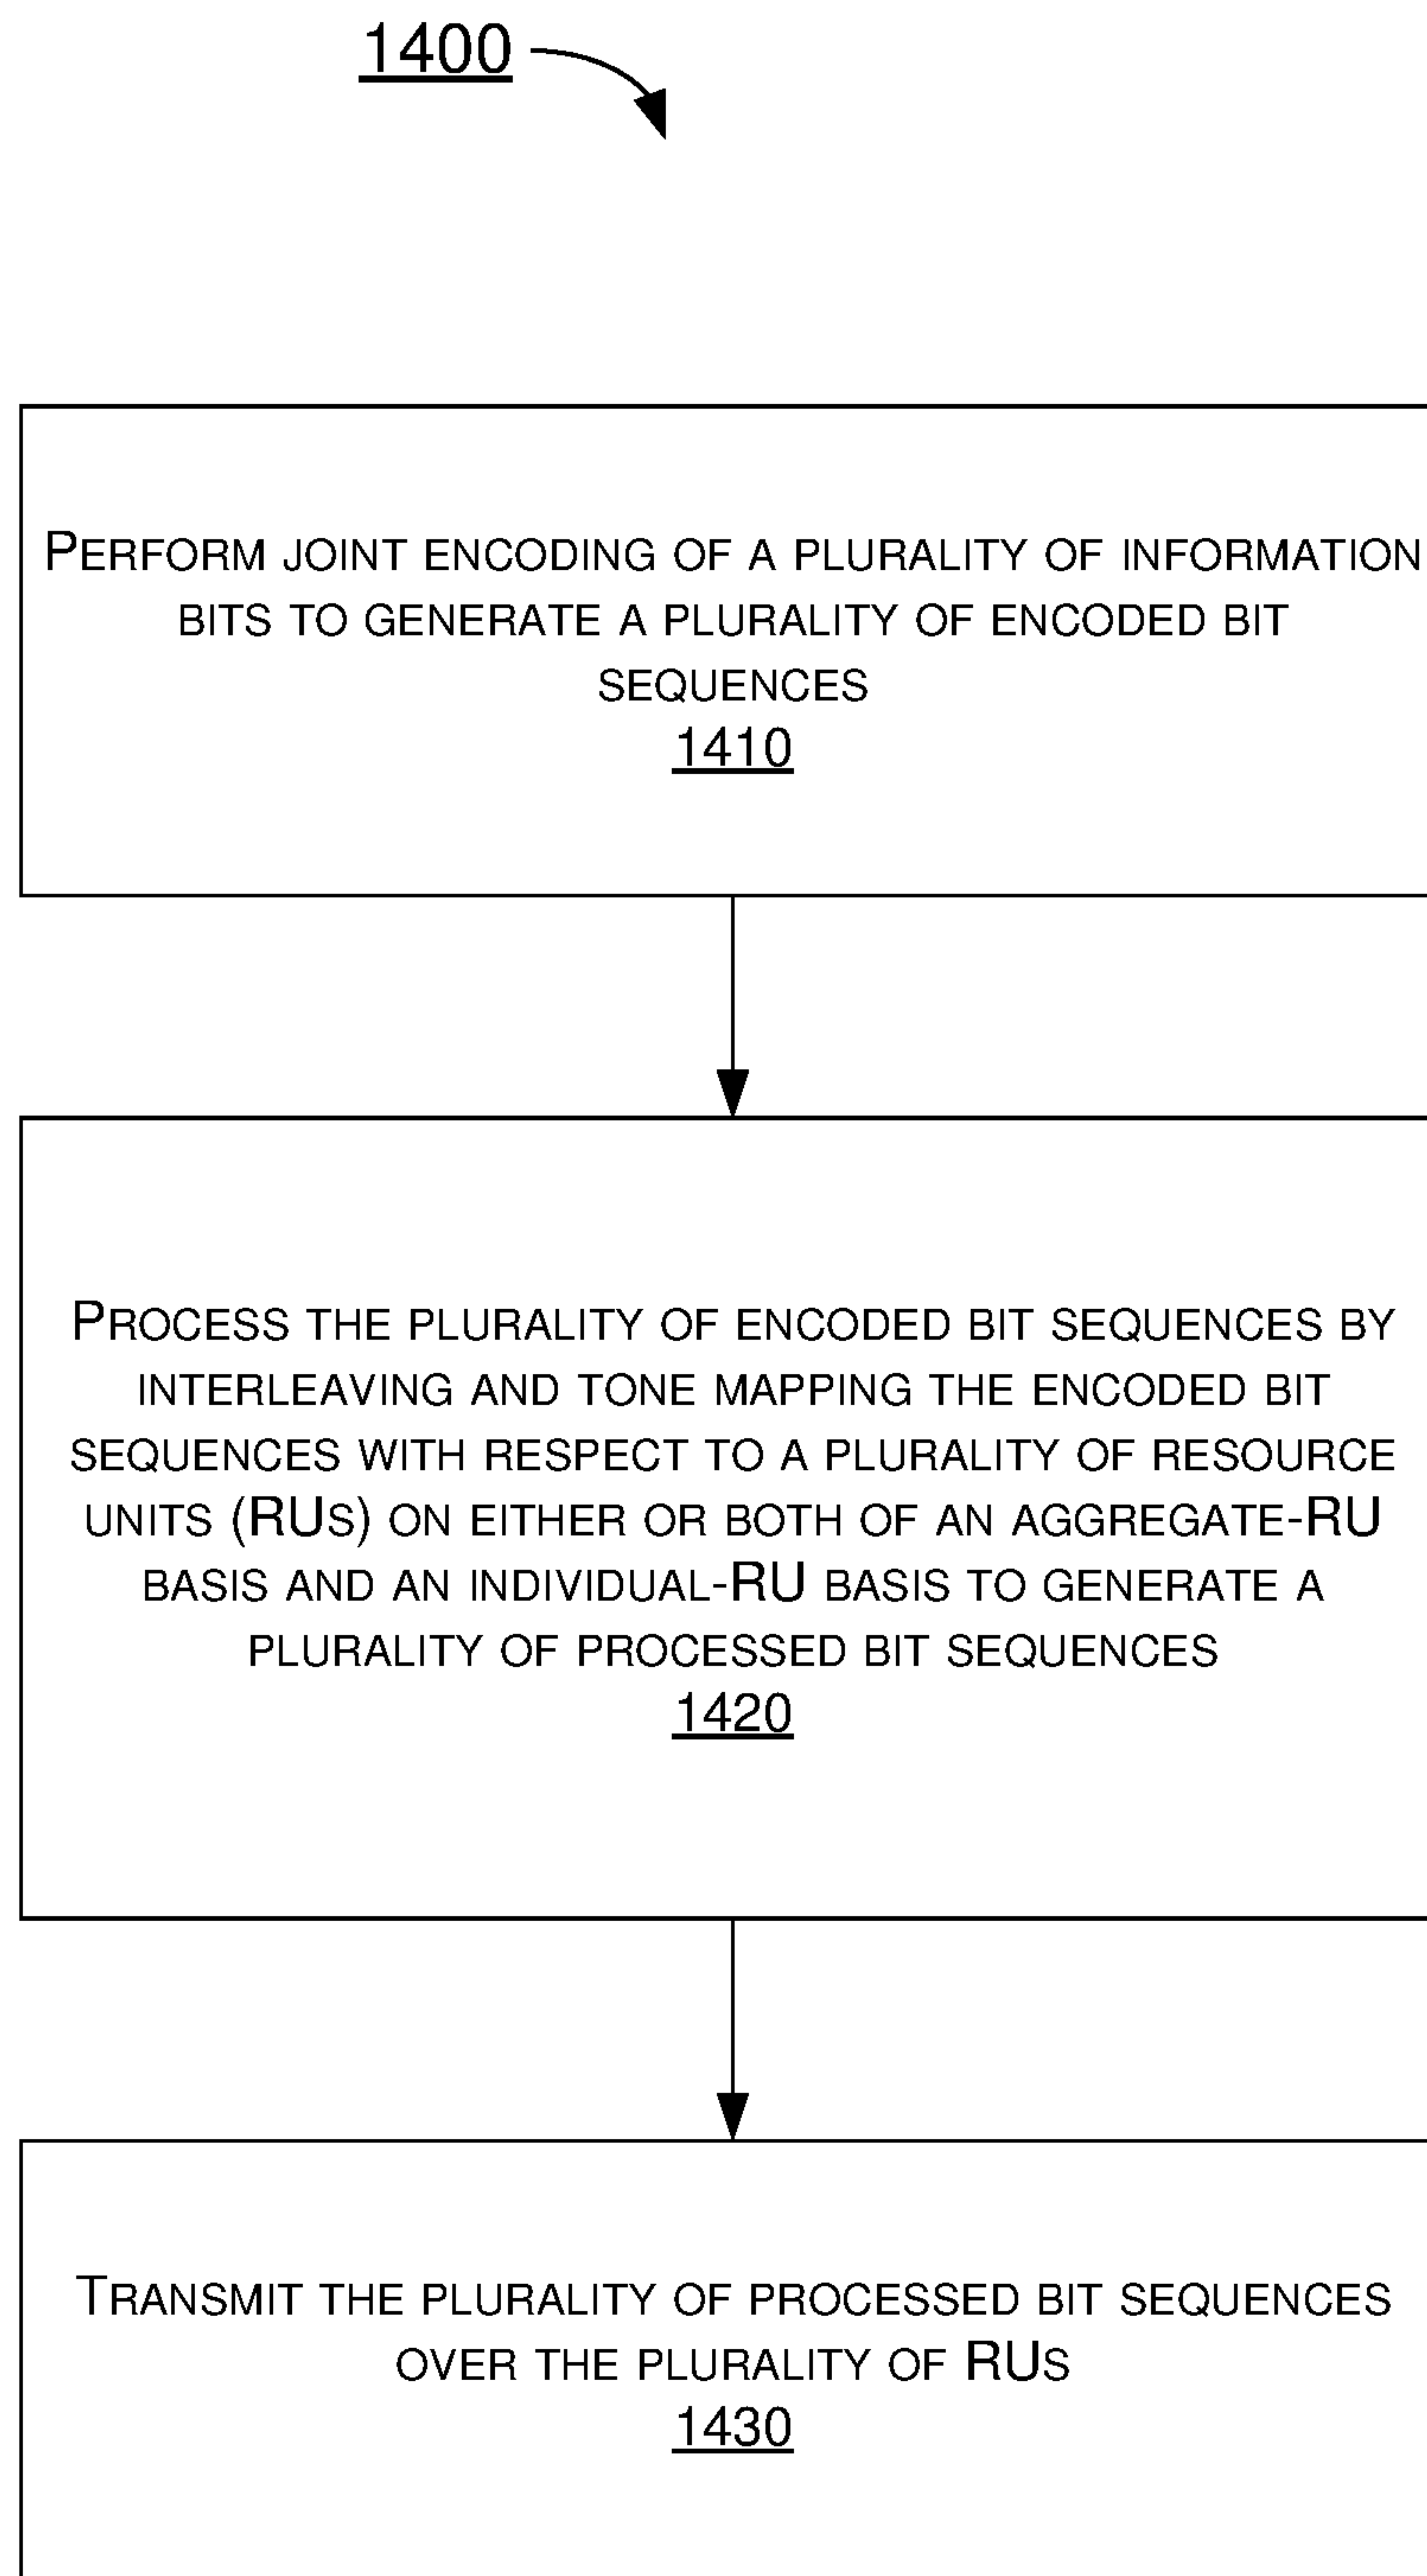 1400
Perform joint encoding of a plurality of information
bits to generate a plurality of encoded bit
sequences
1410
Process the plurality of encoded bit sequences by
interleaving and tone mapping the encoded bit
sequences with respect to a plurality of resource
units (RUs) on either or both of an aggregate-RU
basis and an individual-RU basis to generate a
plurality of processed bit sequences
1420
Transmit the plurality of processed bit sequences
over the plurality of RUs
1430